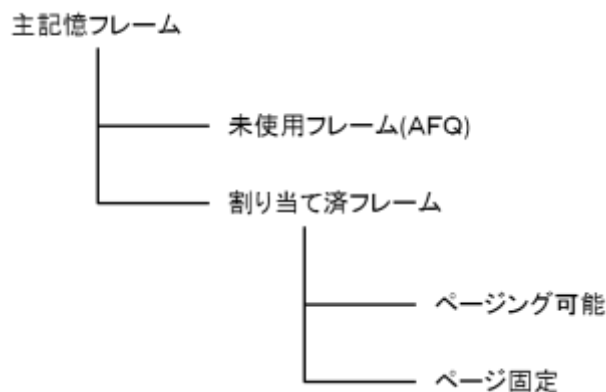 主記憶フレーム
未使用フレーム(AFQ)
割り当て済フレーム
ページング可能
ページ固定